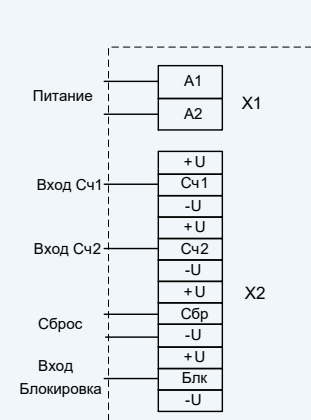 Питание
A1
A2
X1
+U
Вход Сч1
Сч1
-U
+U
Вход Сч2
Сч2
-U
+U
X2
Сброс
Сбр
-U
+U
Вход
Блокировка
Блк
-U